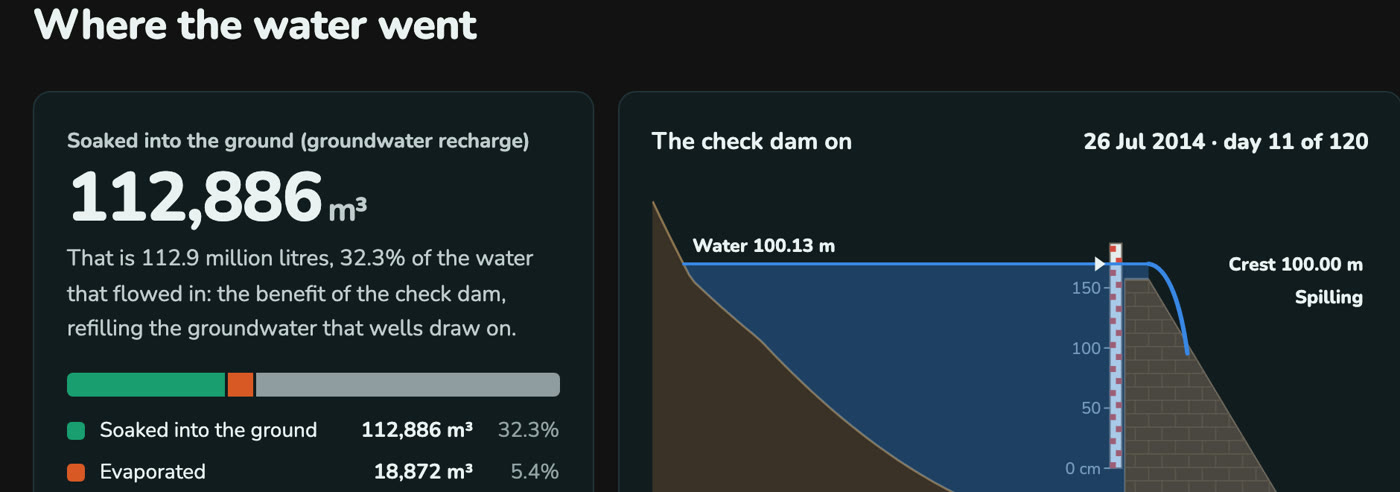 Where the water went
Soaked into the ground (groundwater recharge)
112,886 m³
That is 112.9 million litres, 32.3% of the water
that flowed in: the benefit of the check dam,
refilling the groundwater that wells draw on.
Soaked into the ground 112,886 m³ 32.3%
Evaporated 18,872 m³ 5.4%
The check dam on 26 Jul 2014 · day 11 of 120
Water 100.13 m
Crest 100.00 m
Spilling
150
100
50
0 cm